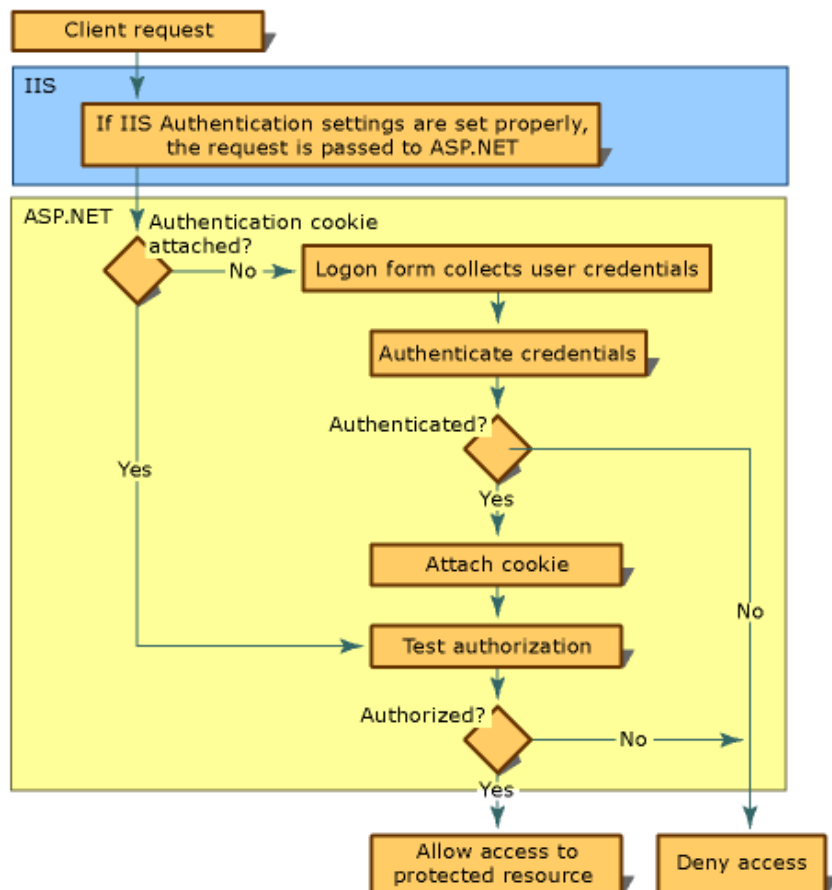 Client request
IIS
If IIS Authentication settings are set properly,
the request is passed to ASP.NET
ASP.NET
Authentication cookie
attached?
No
Logon form collects user credentials
Authenticate credentials
Authenticated?
Yes
Yes
Attach cookie
No
Test authorization
Authorized?
No
Yes
Allow access to
protected resource
Deny access